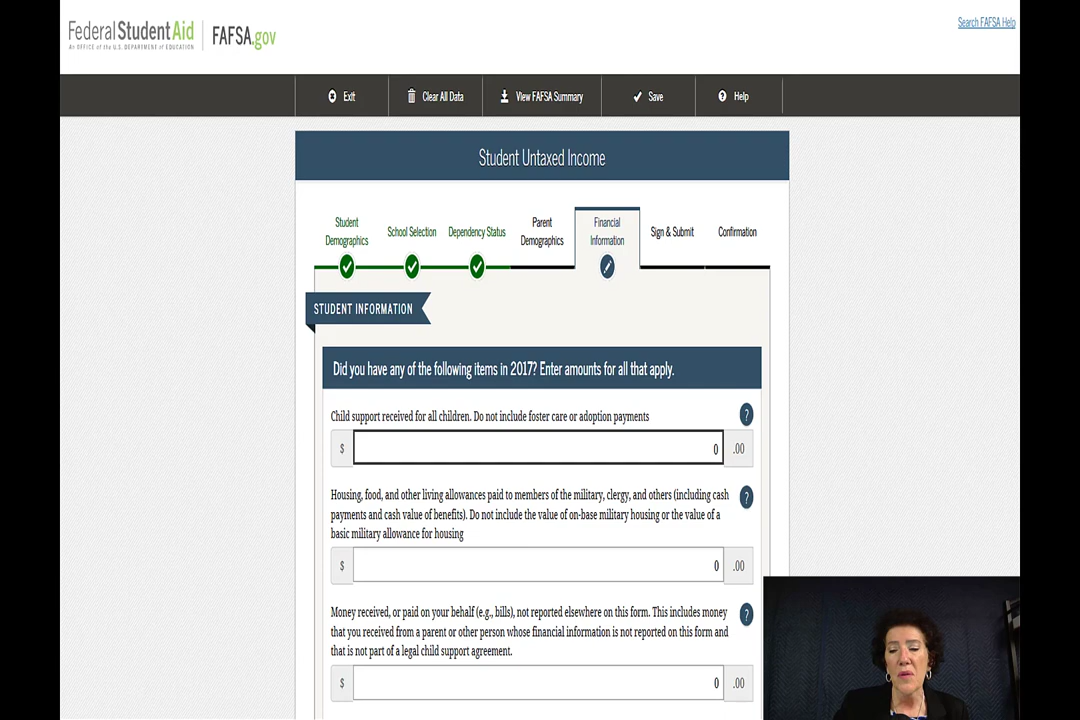 FederalStudentAid FAFSA.gov
An OFFICE of the U.S. DEPARTMENT of EDUCATION
Search FAFSA Help
Exit Clear All Data View FAFSA Summary Save Help
Student Untaxed Income
Student Demographics School Selection Dependency Status Parent Demographics Financial Information Sign & Submit Confirmation
STUDENT INFORMATION
Did you have any of the following items in 2017? Enter amounts for all that apply.
Child support received for all children. Do not include foster care or adoption payments ?
$ 0 .00
Housing, food, and other living allowances paid to members of the military, clergy, and others (including cash ?
payments and cash value of benefits). Do not include the value of on-base military housing or the value of a
basic military allowance for housing
$ 0 .00
Money received, or paid on your behalf (e.g., bills), not reported elsewhere on this form. This includes money ?
that you received from a parent or other person whose financial information is not reported on this form and
that is not part of a legal child support agreement.
$ 0 .00